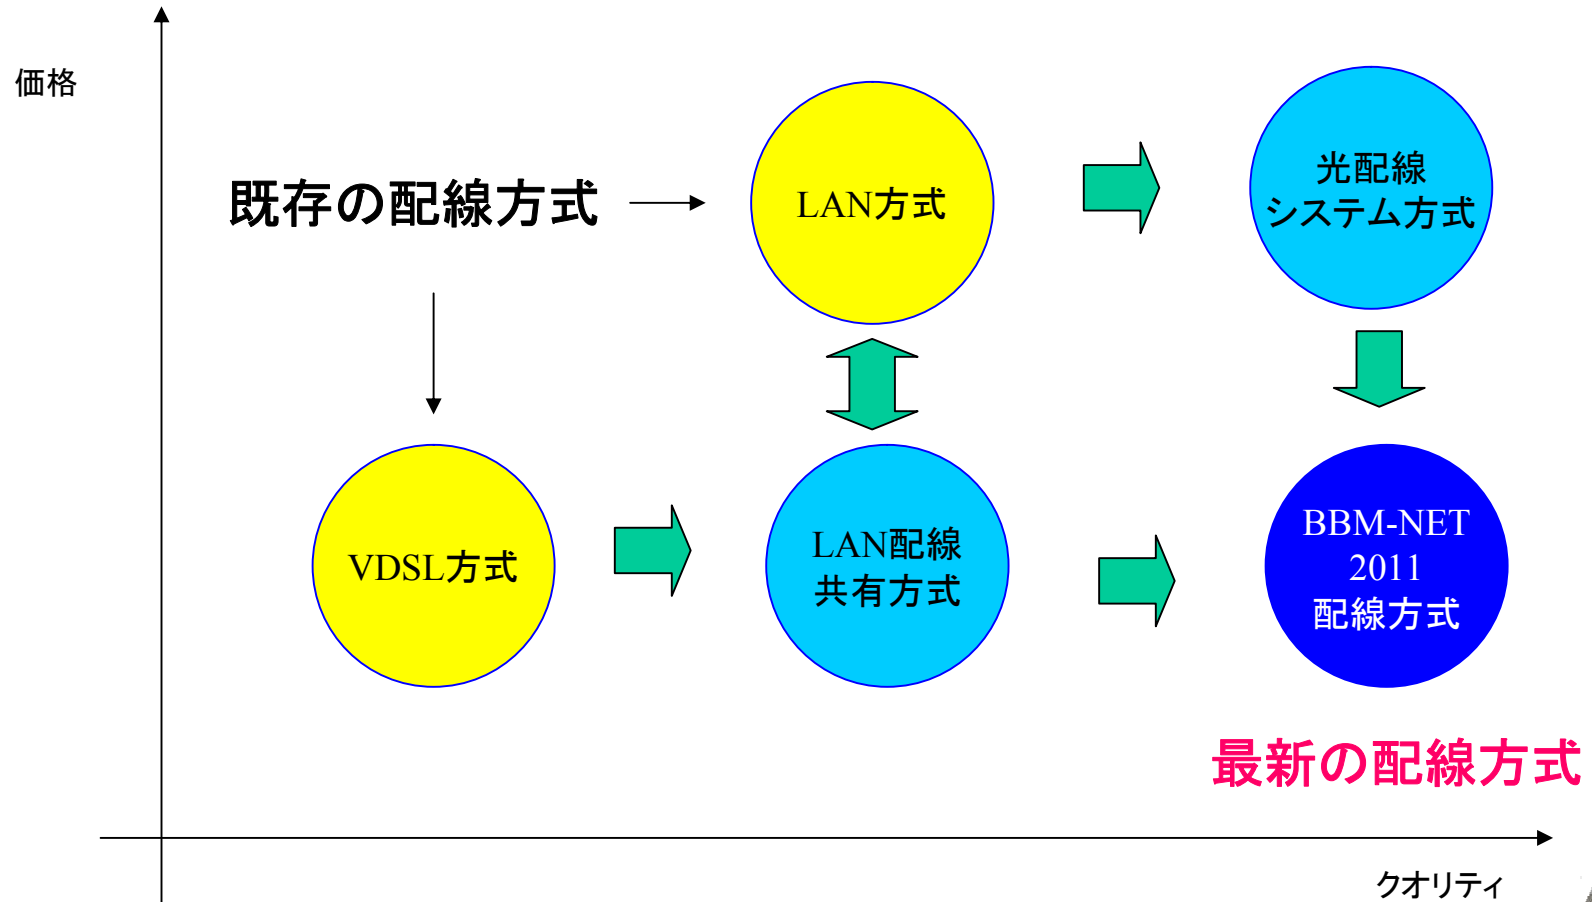 価格
既存の配線方式
LAN方式
光配線
システム方式
VDSL方式
LAN配線
共有方式
BBM-NET
2011
配線方式
最新の配線方式
クオリティ